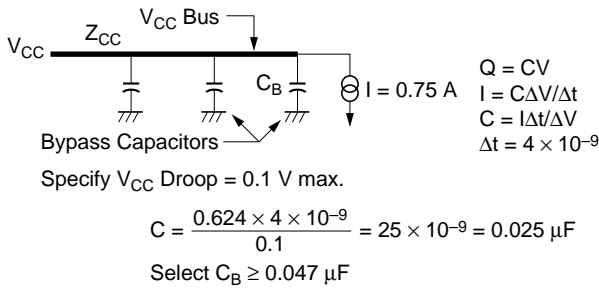 V_CC Bus
V_CC
Z_CC
C_B
I = 0.75 A
Bypass Capacitors
Q = CV
I = CΔV/Δt
C = IΔt/ΔV
Δt = 4 × 10⁻⁹
Specify V_CC Droop = 0.1 V max.
C = 0.624 × 4 × 10⁻⁹ / 0.1 = 25 × 10⁻⁹ = 0.025 μF
Select C_B ≥ 0.047 μF